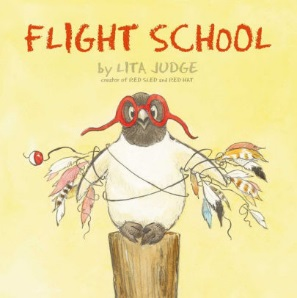 FLIGHT SCHOOL
by LITA JUDGE
creator of RED SLED and RED HAT